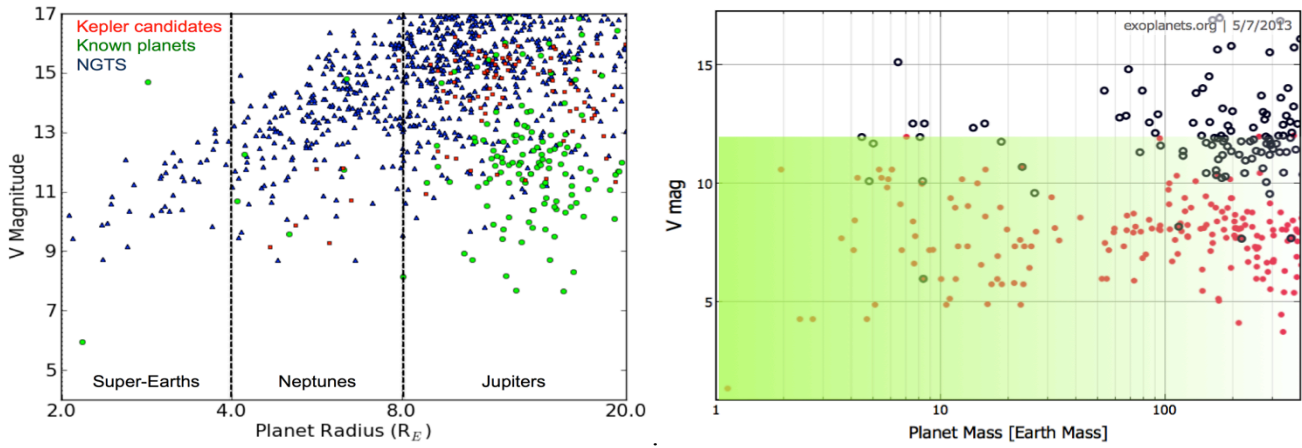 17
15
13
11
9
7
5
V Magnitude
Kepler candidates
Known planets
NGTS
Super-Earths
Neptunes
Jupiters
2.0
4.0
8.0
20.0
Planet Radius (R_E)
.
exoplanets.org | 5/7/2013
15
10
5
V mag
1
10
100
Planet Mass [Earth Mass]